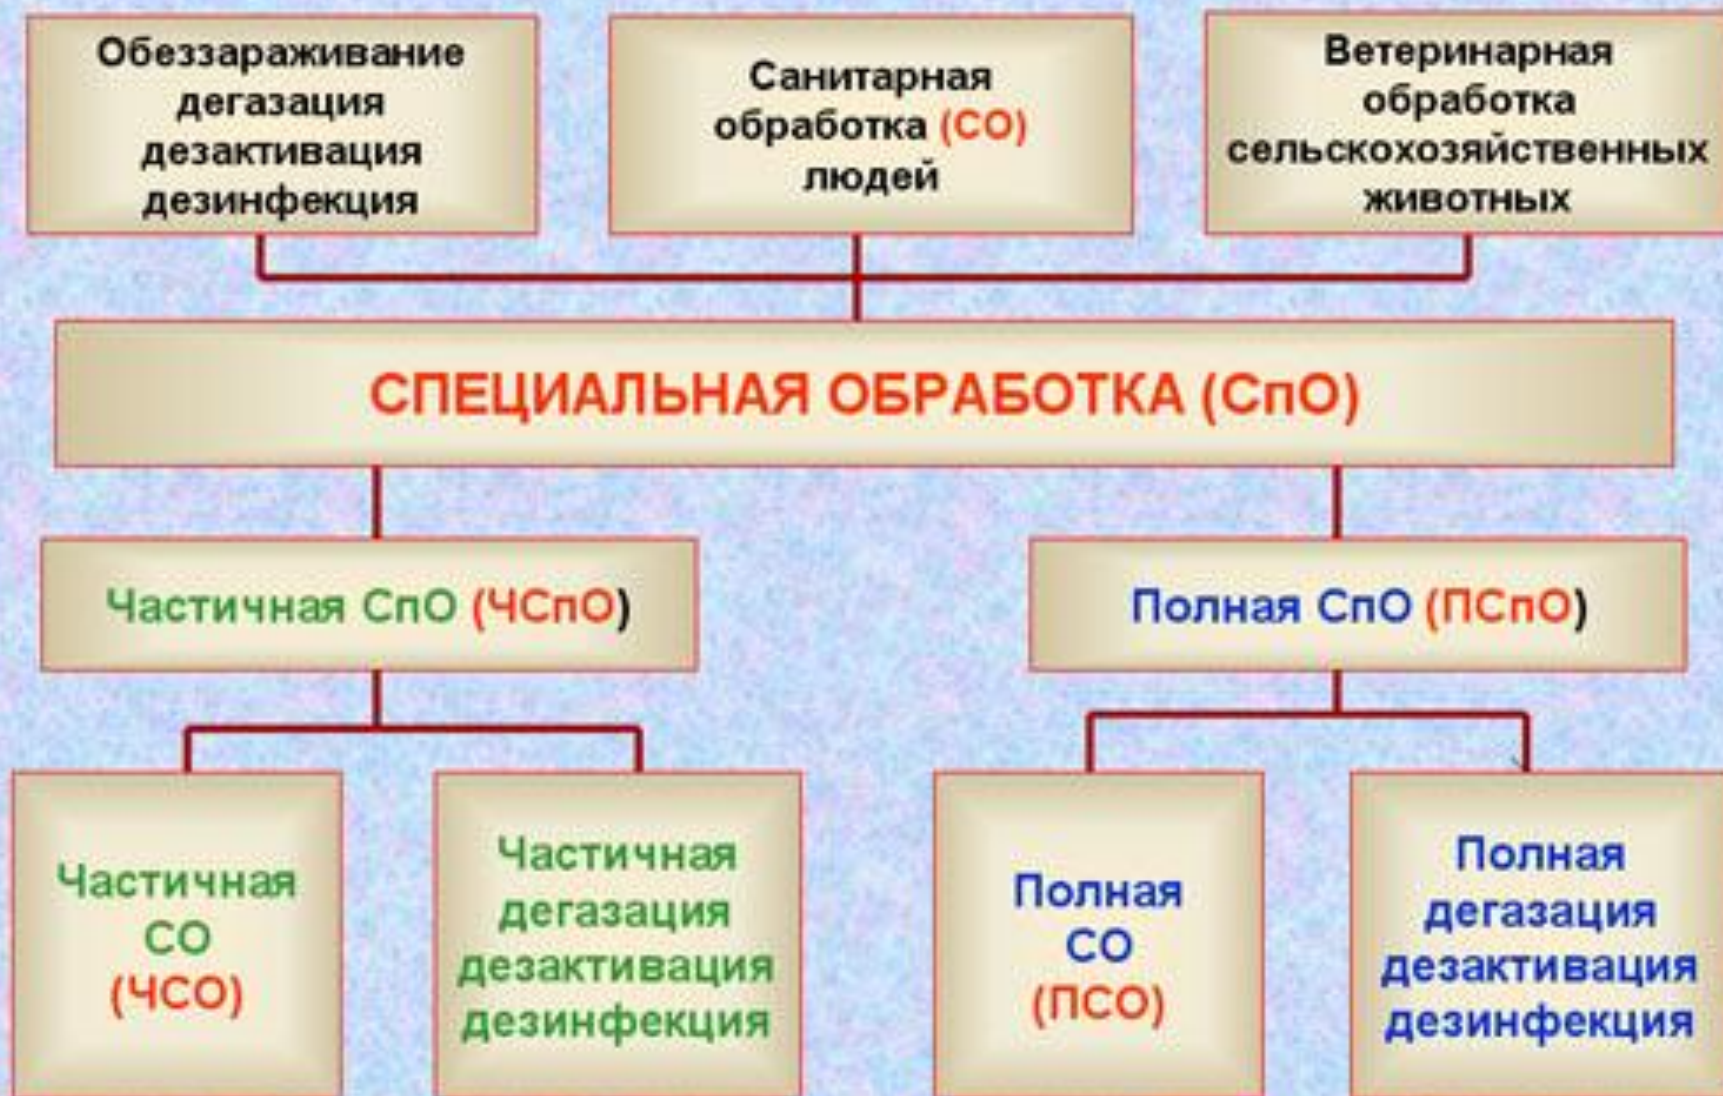 Обеззараживание
дегазация
дезактивация
дезинфекция
Санитарная
обработка (СО)
людей
Ветеринарная
обработка
сельскохозяйственных
животных
СПЕЦИАЛЬНАЯ ОБРАБОТКА (СпО)
Частичная СпО (ЧСпО)
Полная СпО (ПСпО)
Частичная
СО
(ЧСО)
Частичная
дегазация
дезактивация
дезинфекция
Полная
СО
(ПСО)
Полная
дегазация
дезактивация
дезинфекция